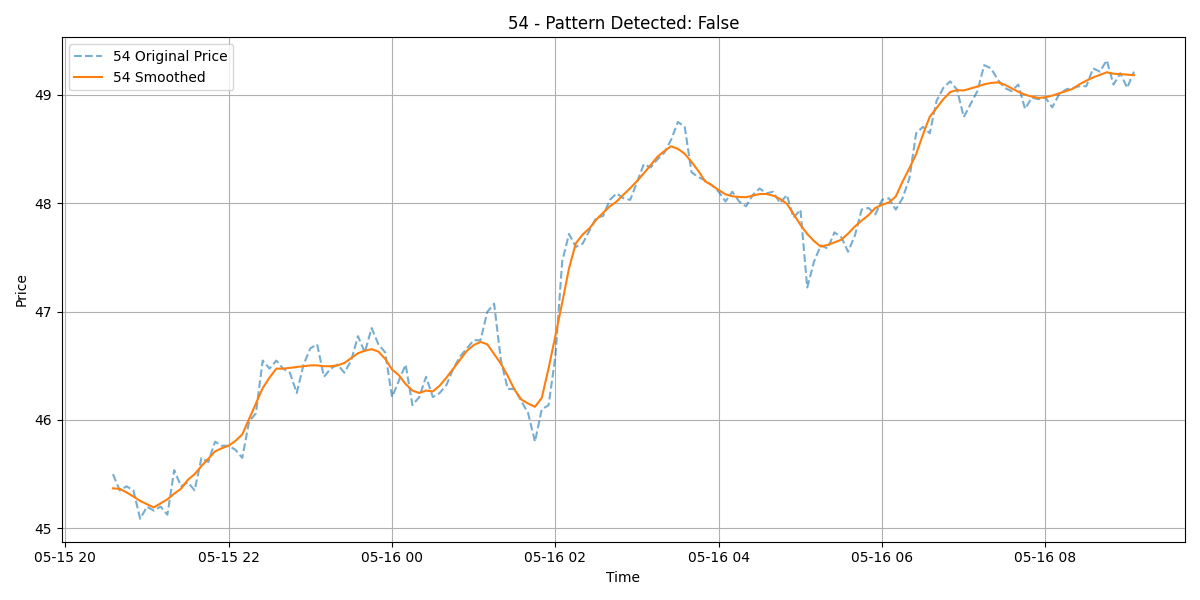 54 - Pattern Detected: False
54 Original Price
54 Smoothed
Price
49
48
47
46
45
05-15 20
05-15 22
05-16 00
05-16 02
05-16 04
05-16 06
05-16 08
Time